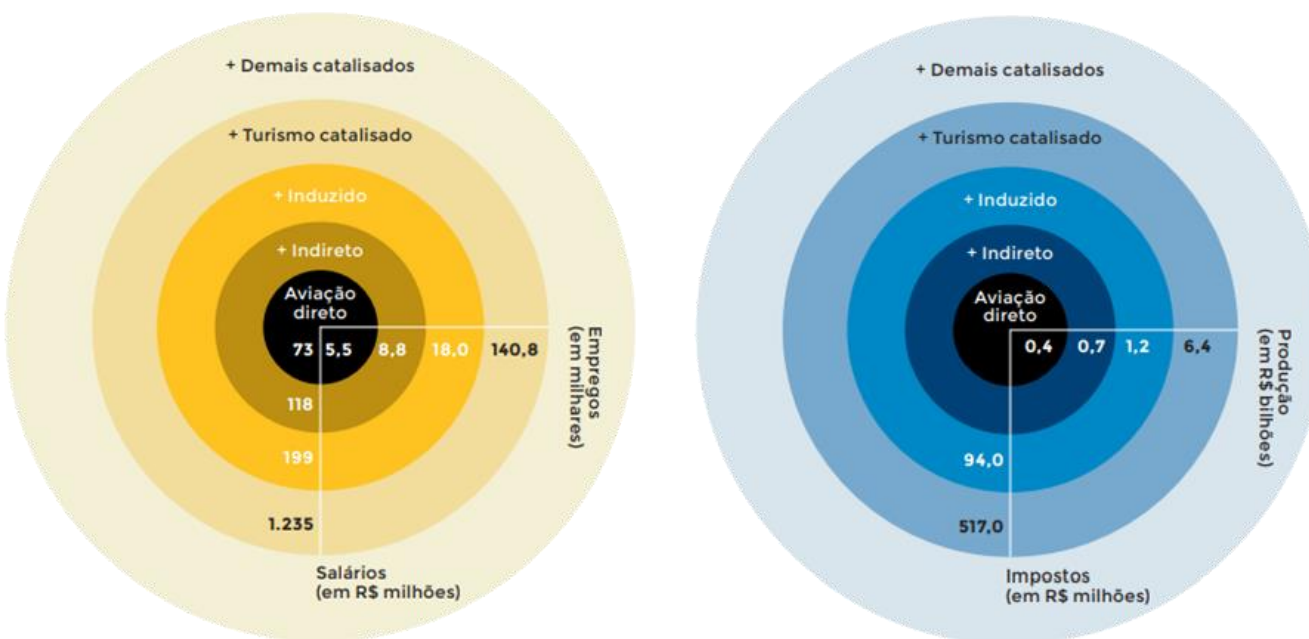 + Demais catalisados
+ Turismo catalisado
+ Induzido
+ Indireto
Aviação
direto
73 5,5 8,8 18,0 140,8
118
199
1.235
Empregos
(em milhares)
Salários
(em R$ milhões)
+ Demais catalisados
+ Turismo catalisado
+ Induzido
+ Indireto
Aviação
direto
0,4 0,7 1,2 6,4
94,0
517,0
Produção
(em R$ bilhões)
Impostos
(em R$ milhões)